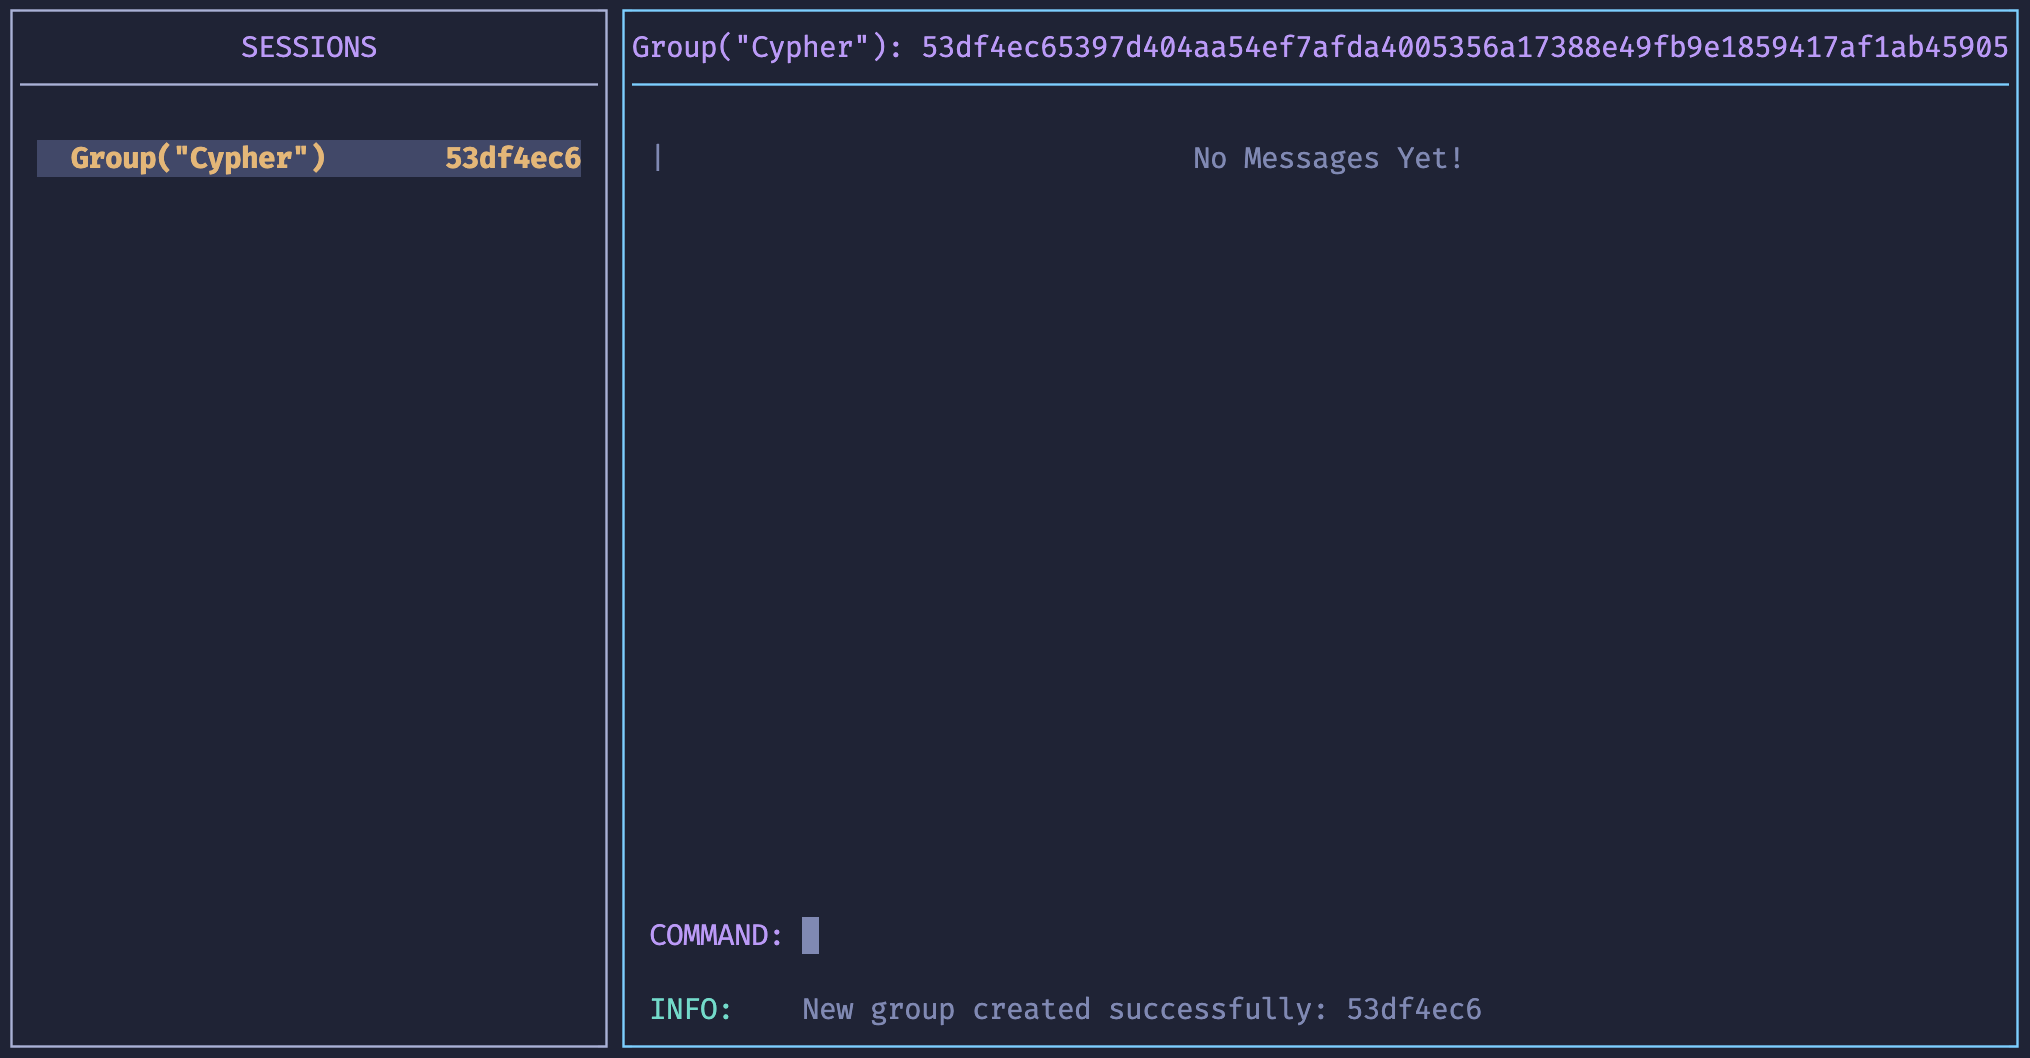 SESSIONS
Group("Cypher") 53df4ec6
Group("Cypher"): 53df4ec65397d404aa54ef7afda4005356a17388e49fb9e1859417af1ab45905
No Messages Yet!
COMMAND:
INFO: New group created successfully: 53df4ec6